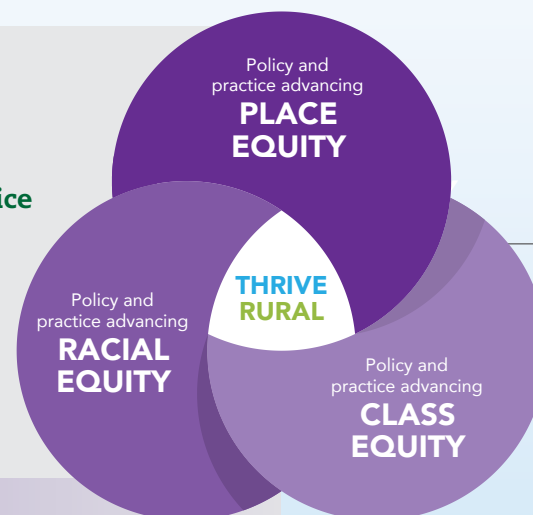 Policy and
practice advancing
PLACE
EQUITY
ice
THRIVE
RURAL
Policy and
practice advancing
RACIAL
EQUITY
Policy and
practice advancing
CLASS
EQUITY